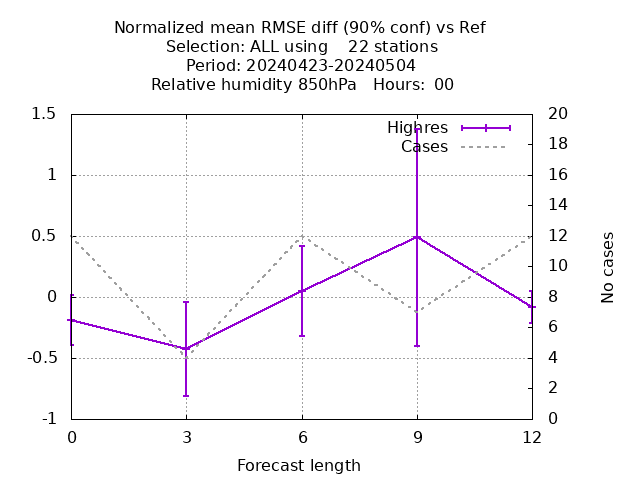 Normalized mean RMSE diff (90% conf) vs Ref
Selection: ALL using    22 stations
Period: 20240423-20240504
Relative humidity 850hPa   Hours:  00
Highres
Cases
1.5
1
0.5
0
-0.5
-1
20
18
16
14
12
10
8
6
4
2
0
No cases
0
3
6
9
12
Forecast length